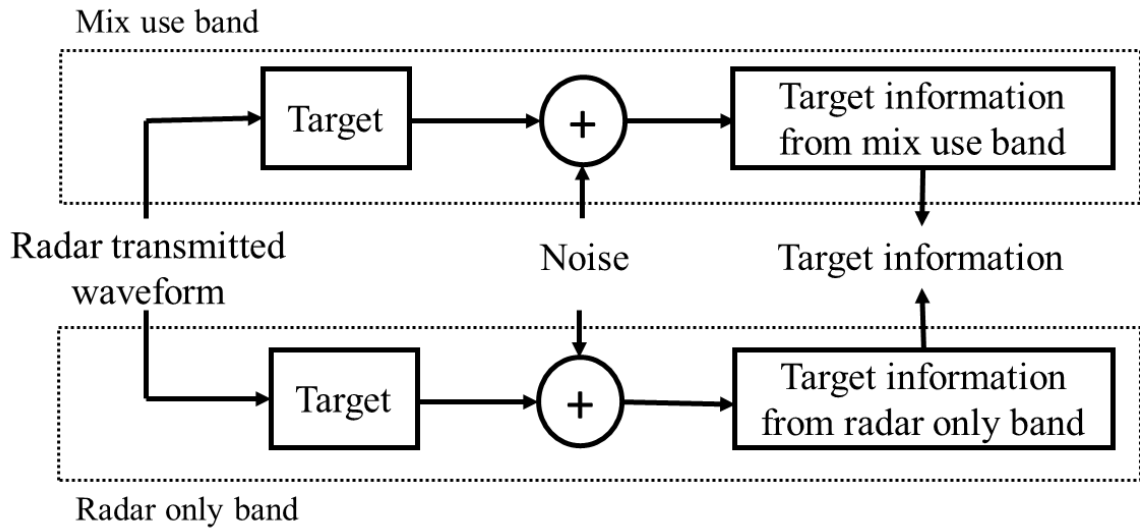 Mix use band
Target
+
Target information
from mix use band
Radar transmitted
waveform
Noise
Target information
Target
+
Target information
from radar only band
Radar only band